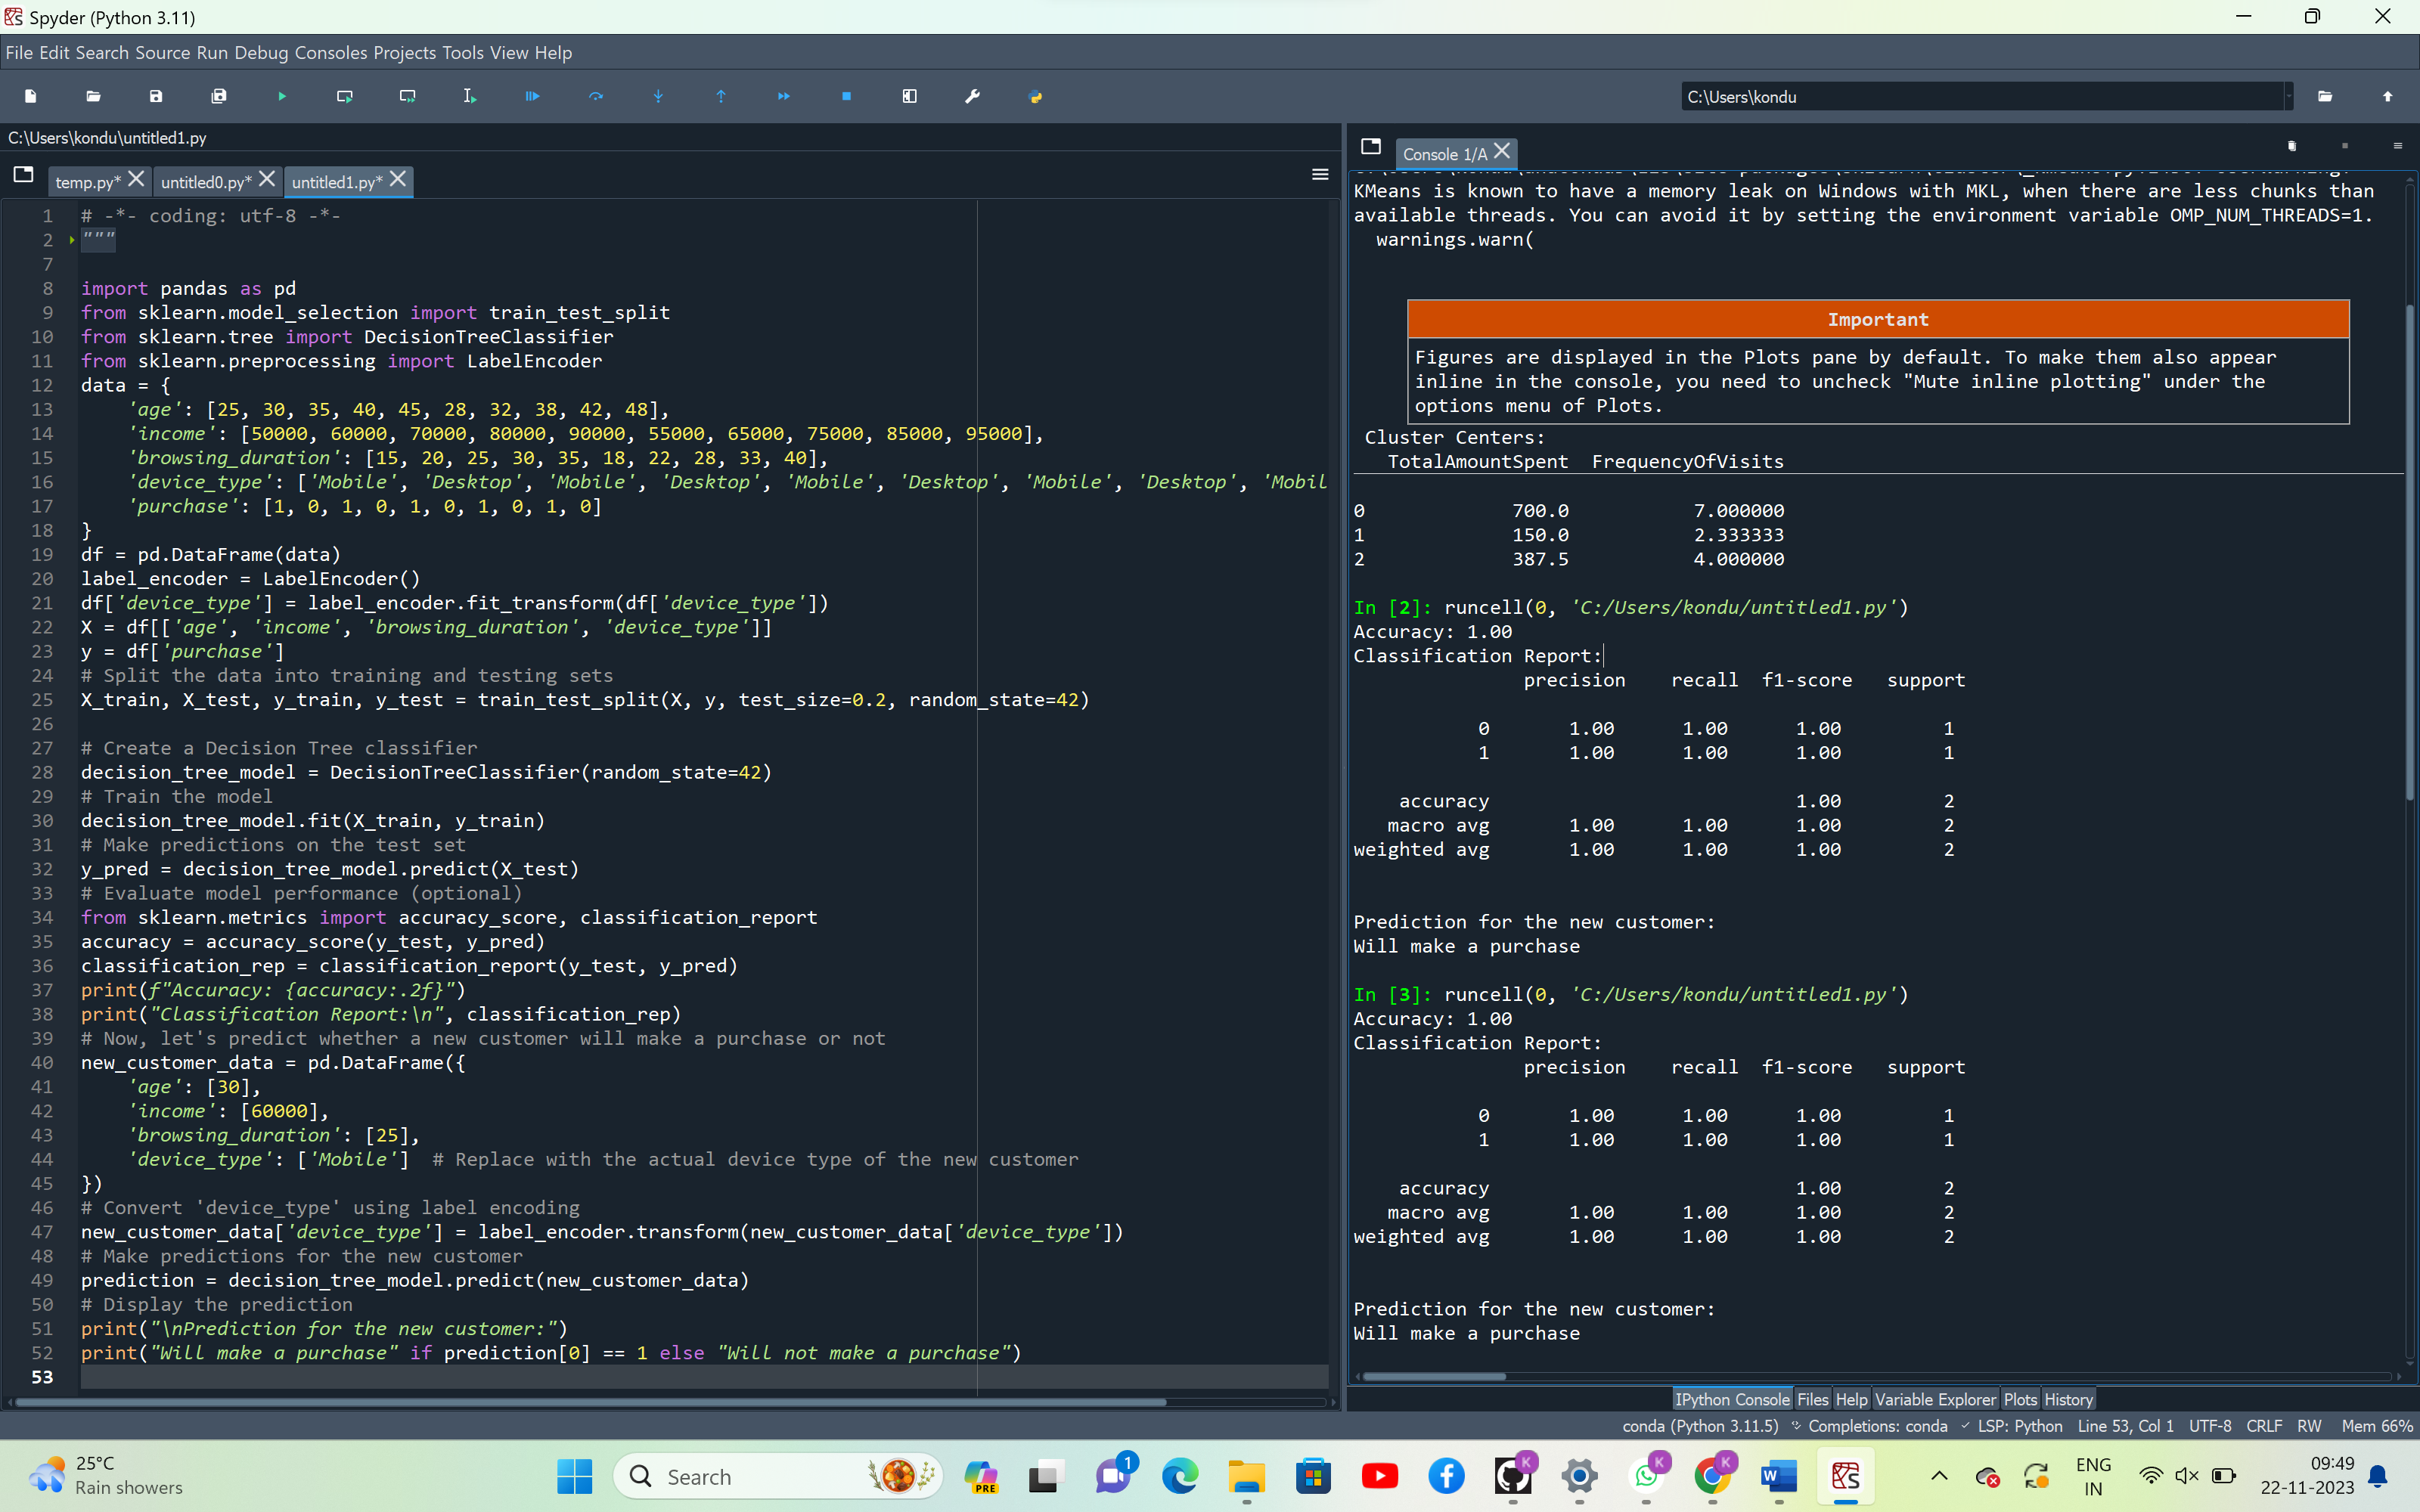 Spyder (Python 3.11)
File Edit Search Source Run Debug Consoles Projects Tools View Help
C:\Users\kondu
C:\Users\kondu\untitled1.py
temp.py* untitled0.py* untitled1.py*
1 # -*- coding: utf-8 -*-
2 """
7
8 import pandas as pd
9 from sklearn.model_selection import train_test_split
10 from sklearn.tree import DecisionTreeClassifier
11 from sklearn.preprocessing import LabelEncoder
12 data = {
13 'age': [25, 30, 35, 40, 45, 28, 32, 38, 42, 48],
14 'income': [50000, 60000, 70000, 80000, 90000, 55000, 65000, 75000, 85000, 95000],
15 'browsing_duration': [15, 20, 25, 30, 35, 18, 22, 28, 33, 40],
16 'device_type': ['Mobile', 'Desktop', 'Mobile', 'Desktop', 'Mobile', 'Desktop', 'Mobile', 'Desktop', 'Mobil
17 'purchase': [1, 0, 1, 0, 1, 0, 1, 0, 1, 0]
18 }
19 df = pd.DataFrame(data)
20 label_encoder = LabelEncoder()
21 df['device_type'] = label_encoder.fit_transform(df['device_type'])
22 X = df[['age', 'income', 'browsing_duration', 'device_type']]
23 y = df['purchase']
24 # Split the data into training and testing sets
25 X_train, X_test, y_train, y_test = train_test_split(X, y, test_size=0.2, random_state=42)
26
27 # Create a Decision Tree classifier
28 decision_tree_model = DecisionTreeClassifier(random_state=42)
29 # Train the model
30 decision_tree_model.fit(X_train, y_train)
31 # Make predictions on the test set
32 y_pred = decision_tree_model.predict(X_test)
33 # Evaluate model performance (optional)
34 from sklearn.metrics import accuracy_score, classification_report
35 accuracy = accuracy_score(y_test, y_pred)
36 classification_rep = classification_report(y_test, y_pred)
37 print(f"Accuracy: {accuracy:.2f}")
38 print("Classification Report:\n", classification_rep)
39 # Now, let's predict whether a new customer will make a purchase or not
40 new_customer_data = pd.DataFrame({
41 'age': [30],
42 'income': [60000],
43 'browsing_duration': [25],
44 'device_type': ['Mobile'] # Replace with the actual device type of the new customer
45 })
46 # Convert 'device_type' using label encoding
47 new_customer_data['device_type'] = label_encoder.transform(new_customer_data['device_type'])
48 # Make predictions for the new customer
49 prediction = decision_tree_model.predict(new_customer_data)
50 # Display the prediction
51 print("\nPrediction for the new customer:")
52 print("Will make a purchase" if prediction[0] == 1 else "Will not make a purchase")
53
Console 1/A
KMeans is known to have a memory leak on Windows with MKL, when there are less chunks than
available threads. You can avoid it by setting the environment variable OMP_NUM_THREADS=1.
warnings.warn(
Important
Figures are displayed in the Plots pane by default. To make them also appear
inline in the console, you need to uncheck "Mute inline plotting" under the
options menu of Plots.
Cluster Centers:
TotalAmountSpent FrequencyOfVisits
0 700.0 7.000000
1 150.0 2.333333
2 387.5 4.000000
In [2]: runcell(0, 'C:/Users/kondu/untitled1.py')
Accuracy: 1.00
Classification Report:
precision recall f1-score support
0 1.00 1.00 1.00 1
1 1.00 1.00 1.00 1
accuracy 1.00 2
macro avg 1.00 1.00 1.00 2
weighted avg 1.00 1.00 1.00 2
Prediction for the new customer:
Will make a purchase
In [3]: runcell(0, 'C:/Users/kondu/untitled1.py')
Accuracy: 1.00
Classification Report:
precision recall f1-score support
0 1.00 1.00 1.00 1
1 1.00 1.00 1.00 1
accuracy 1.00 2
macro avg 1.00 1.00 1.00 2
weighted avg 1.00 1.00 1.00 2
Prediction for the new customer:
Will make a purchase
IPython Console Files Help Variable Explorer Plots History
conda (Python 3.11.5) Completions: conda LSP: Python Line 53, Col 1 UTF-8 CRLF RW Mem 66%
25°C
Rain showers
Search
PRE
1
K
K
K
W
ENG
IN
09:49
22-11-2023